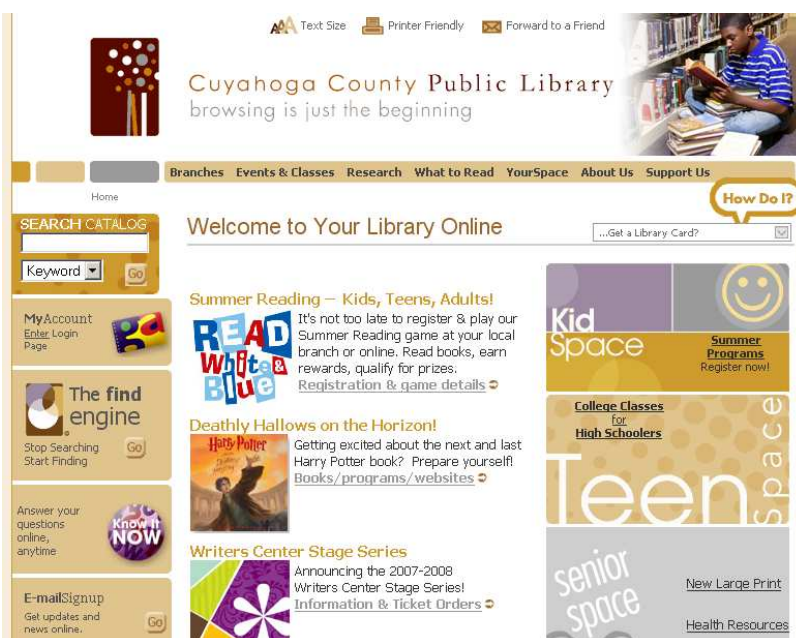 Text Size Printer Friendly Forward to a Friend
Cuyahoga County Public Library
browsing is just the beginning
Branches Events & Classes Research What to Read YourSpace About Us Support Us
Home
How Do I?
SEARCH CATALOG
Keyword Go
Welcome to Your Library Online
...Get a Library Card?
MyAccount
Enter Login
Page
The find
engine
Stop Searching
Start Finding
Go
Answer your
questions
online,
anytime
Know It
NOW
E-mailSignup
Get updates and
news online.
Go
Summer Reading – Kids, Teens, Adults!
READ
White &
Blue
It's not too late to register & play our
Summer Reading game at your local
branch or online. Read books, earn
rewards, qualify for prizes.
Registration & game details
Deathly Hallows on the Horizon!
Harry Potter
Getting excited about the next and last
Harry Potter book? Prepare yourself!
Books/programs/websites
Writers Center Stage Series
Announcing the 2007-2008
Writers Center Stage Series!
Information & Ticket Orders
Kid
Space
Summer
Programs
Register now!
College Classes
for
High Schoolers
Teen
space
senior
space
New Large Print
Health Resources